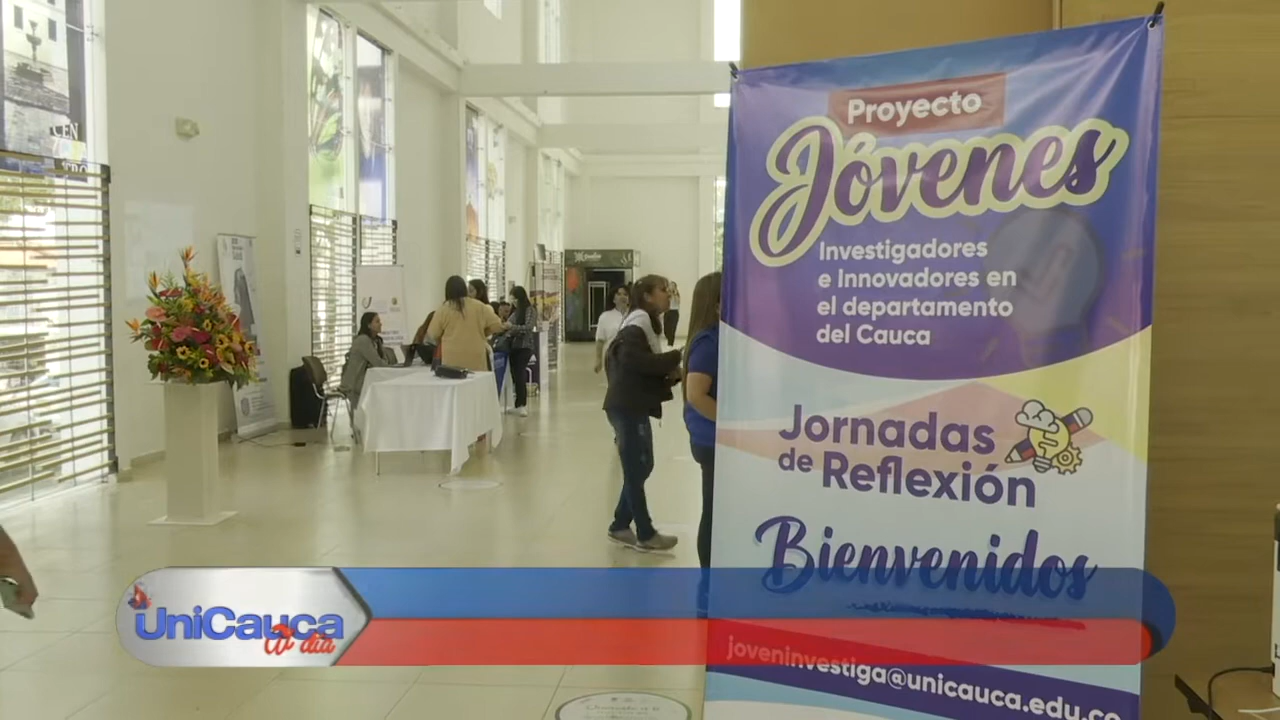 Proyecto
Jóvenes
Investigadores
e Innovadores en
el departamento
del Cauca
Jornadas
de Reflexión
Bienvenidos
joveninvestiga@unicauca.edu.co
UniCauca
al día
CEN